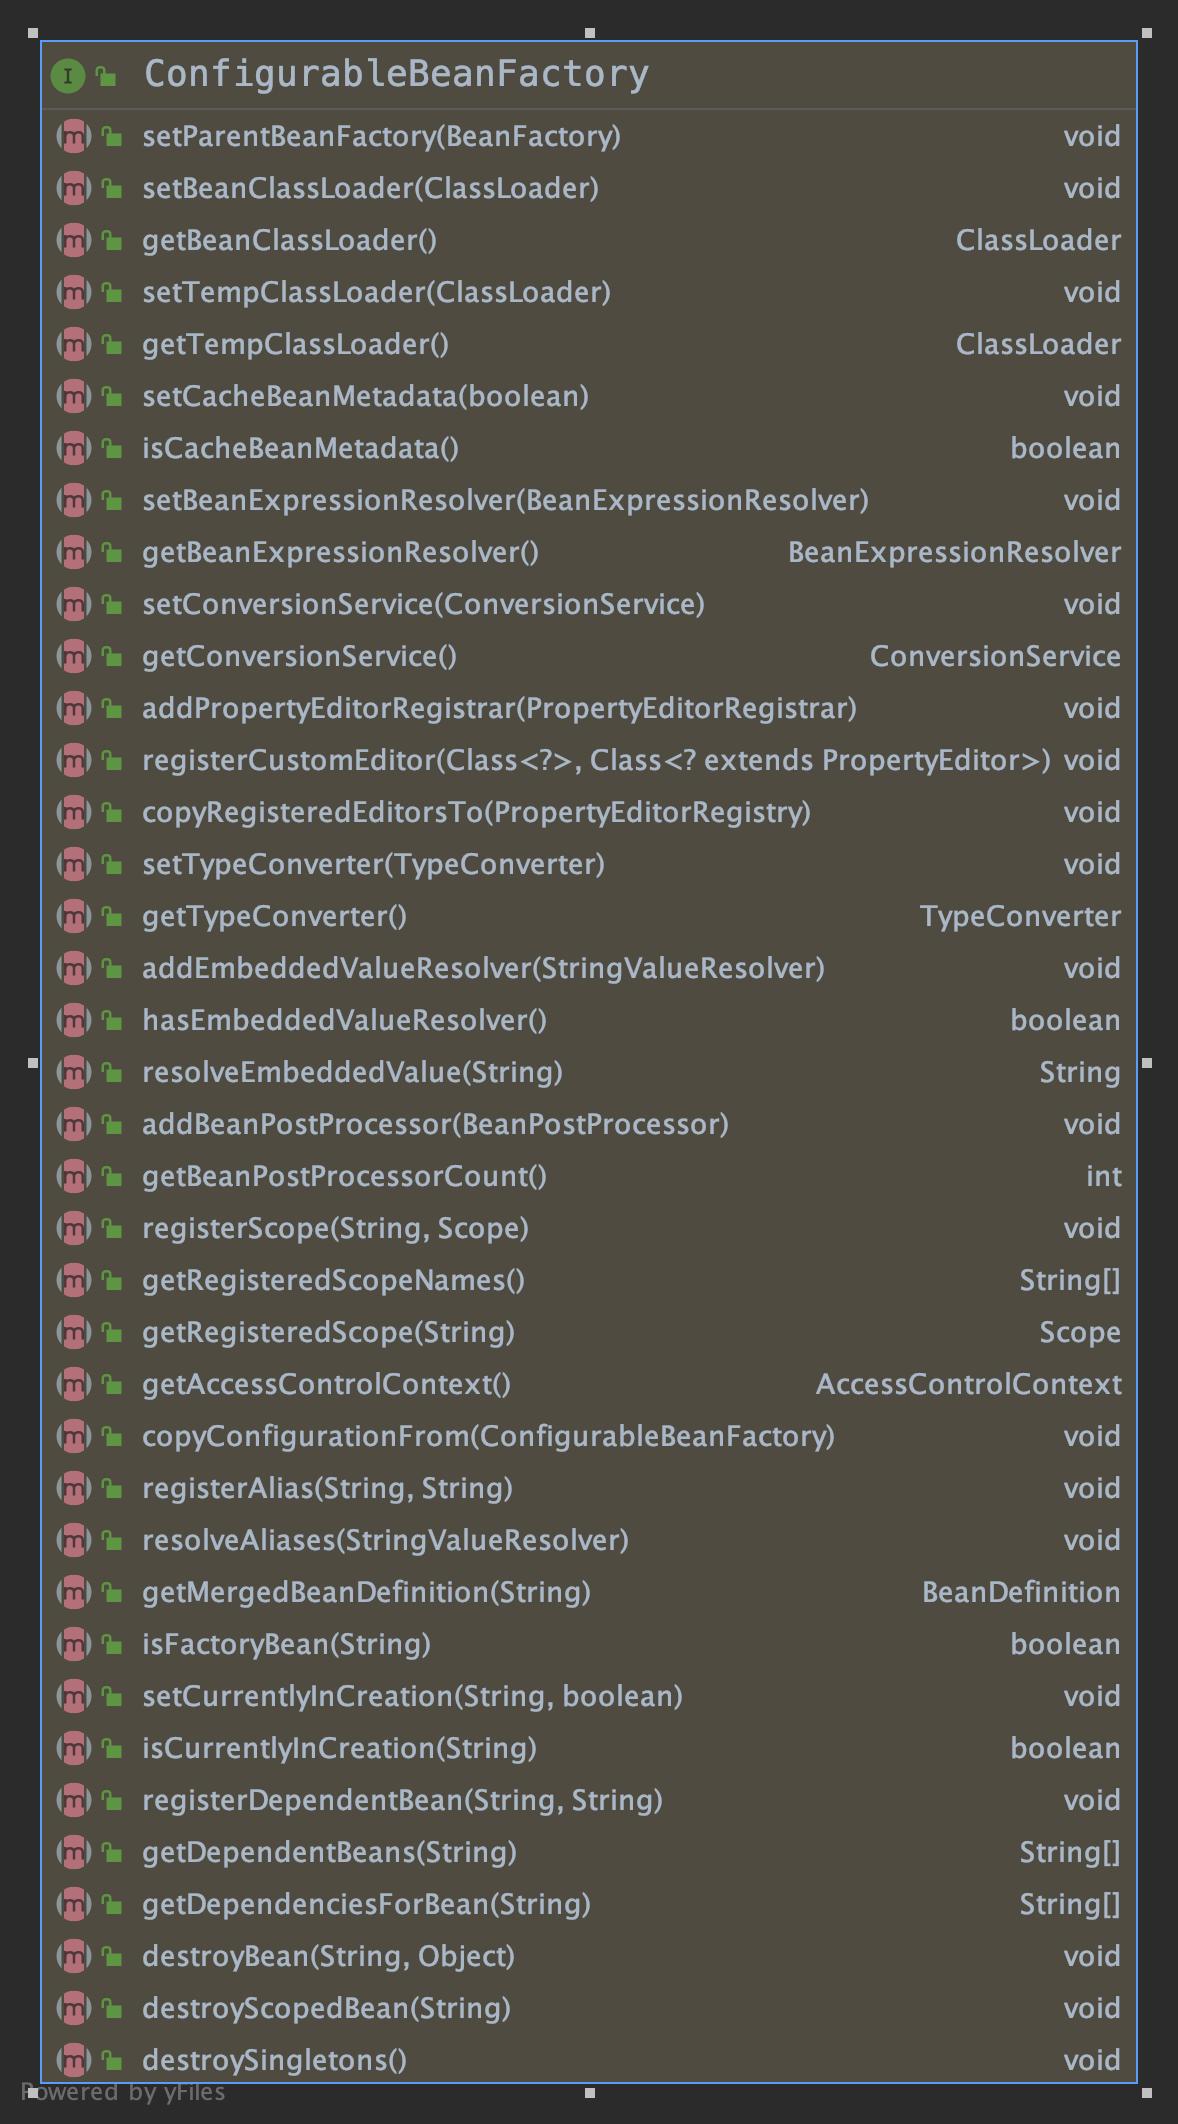 I ConfigurableBeanFactory
m setParentBeanFactory(BeanFactory) void
m setBeanClassLoader(ClassLoader) void
m getBeanClassLoader() ClassLoader
m setTempClassLoader(ClassLoader) void
m getTempClassLoader() ClassLoader
m setCacheBeanMetadata(boolean) void
m isCacheBeanMetadata() boolean
m setBeanExpressionResolver(BeanExpressionResolver) void
m getBeanExpressionResolver() BeanExpressionResolver
m setConversionService(ConversionService) void
m getConversionService() ConversionService
m addPropertyEditorRegistrar(PropertyEditorRegistrar) void
m registerCustomEditor(Class<?>, Class<? extends PropertyEditor>) void
m copyRegisteredEditorsTo(PropertyEditorRegistry) void
m setTypeConverter(TypeConverter) void
m getTypeConverter() TypeConverter
m addEmbeddedValueResolver(StringValueResolver) void
m hasEmbeddedValueResolver() boolean
m resolveEmbeddedValue(String) String
m addBeanPostProcessor(BeanPostProcessor) void
m getBeanPostProcessorCount() int
m registerScope(String, Scope) void
m getRegisteredScopeNames() String[]
m getRegisteredScope(String) Scope
m getAccessControlContext() AccessControlContext
m copyConfigurationFrom(ConfigurableBeanFactory) void
m registerAlias(String, String) void
m resolveAliases(StringValueResolver) void
m getMergedBeanDefinition(String) BeanDefinition
m isFactoryBean(String) boolean
m setCurrentlyInCreation(String, boolean) void
m isCurrentlyInCreation(String) boolean
m registerDependentBean(String, String) void
m getDependentBeans(String) String[]
m getDependenciesForBean(String) String[]
m destroyBean(String, Object) void
m destroyScopedBean(String) void
m destroySingletons() void
Powered by yFiles